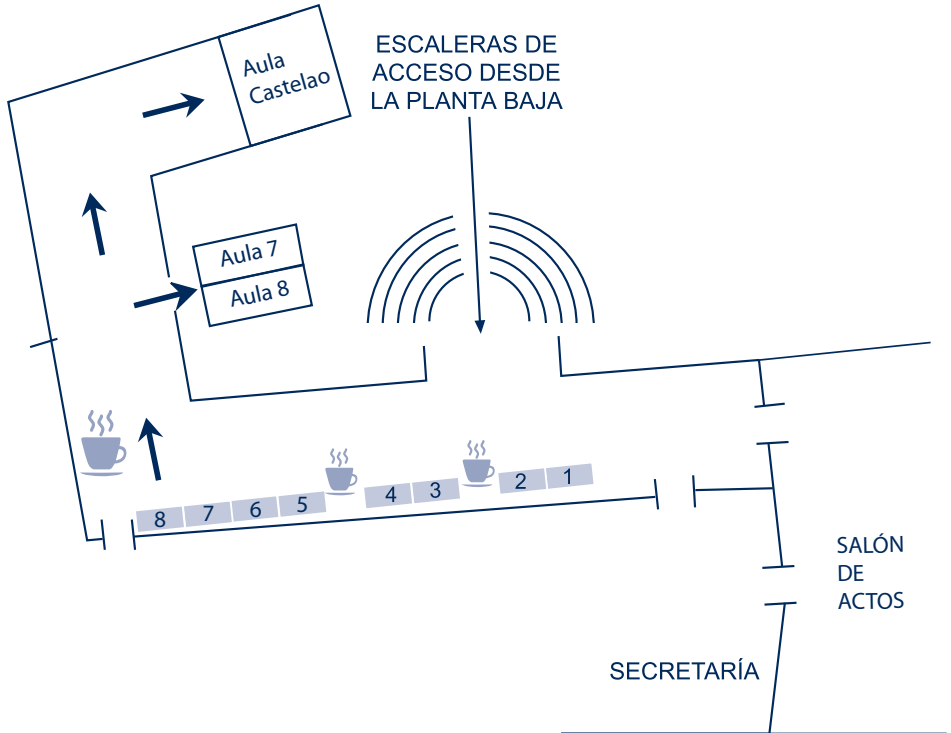 ESCALERAS DE
ACCESO DESDE
LA PLANTA BAJA
Aula
Castelao
Aula 7
Aula 8
8
7
6
5
4
3
2
1
SALÓN
DE
ACTOS
SECRETARÍA